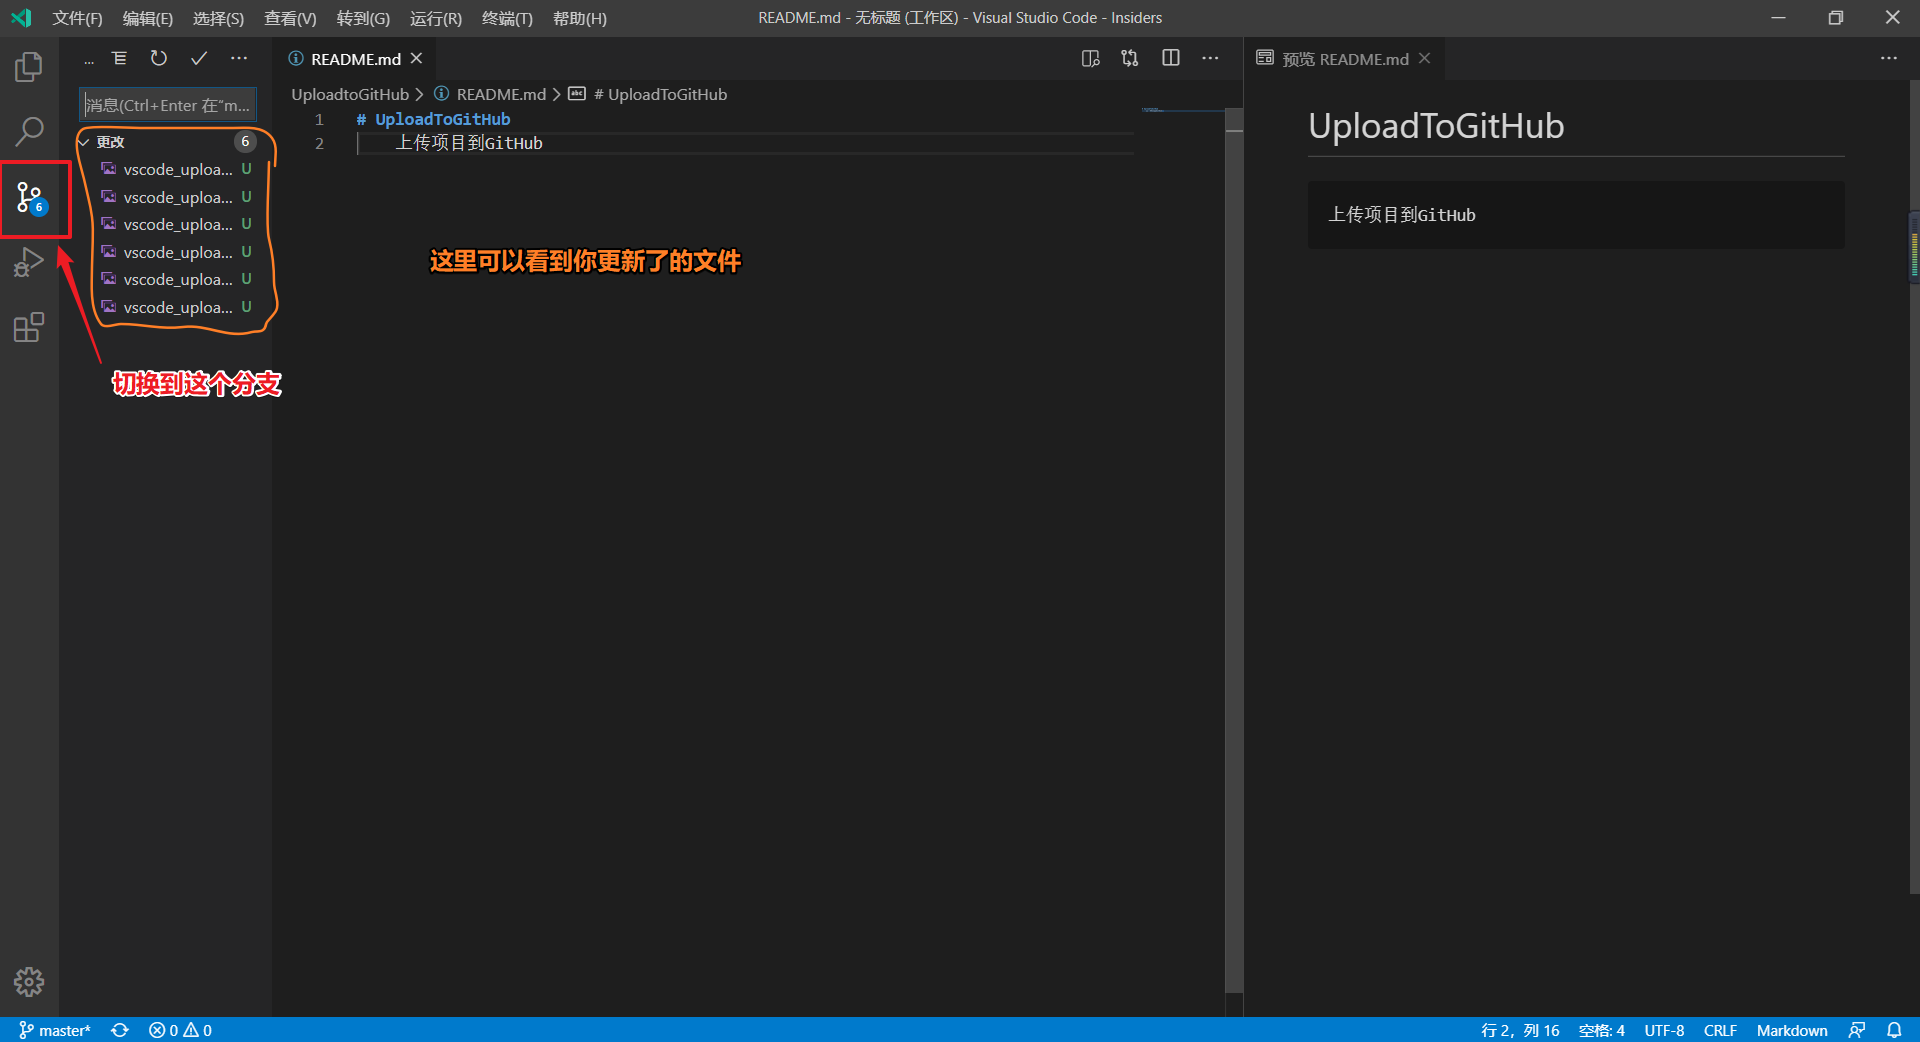 文件(F) 编辑(E) 选择(S) 查看(V) 转到(G) 运行(R) 终端(T) 帮助(H) README.md - 无标题 (工作区) - Visual Studio Code - Insiders
... README.md 预览 README.md
消息(Ctrl+Enter 在“m...
UploadtoGitHub > README.md > # UploadToGitHub
更改 6
vscode_uploa... U
vscode_uploa... U
vscode_uploa... U
vscode_uploa... U
vscode_uploa... U
vscode_uploa... U
6
切换到这个分支
1 # UploadToGitHub
2 上传项目到GitHub
这里可以看到你更新了的文件
UploadToGitHub
上传项目到GitHub
master* 0 0 行 2，列 16 空格: 4 UTF-8 CRLF Markdown